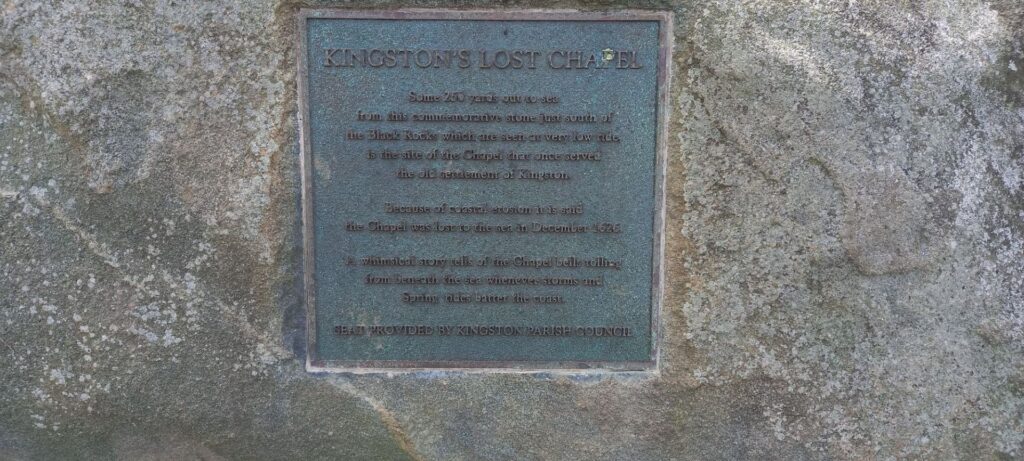 KINGSTON'S LOST CHAPEL
Some 250 yards out to sea
from this commemorative stone just south of
the Black Rocks which are seen at very low tide,
is the site of the Chapel that once served
the old settlement of Kingston.
Because of coastal erosion it is said
the Chapel was lost to the sea in December 1626.
A whimsical story tells of the Chapel bells tolling
from beneath the sea whenever storms and
Spring tides batter the coast.
SEAT PROVIDED BY KINGSTON PARISH COUNCIL